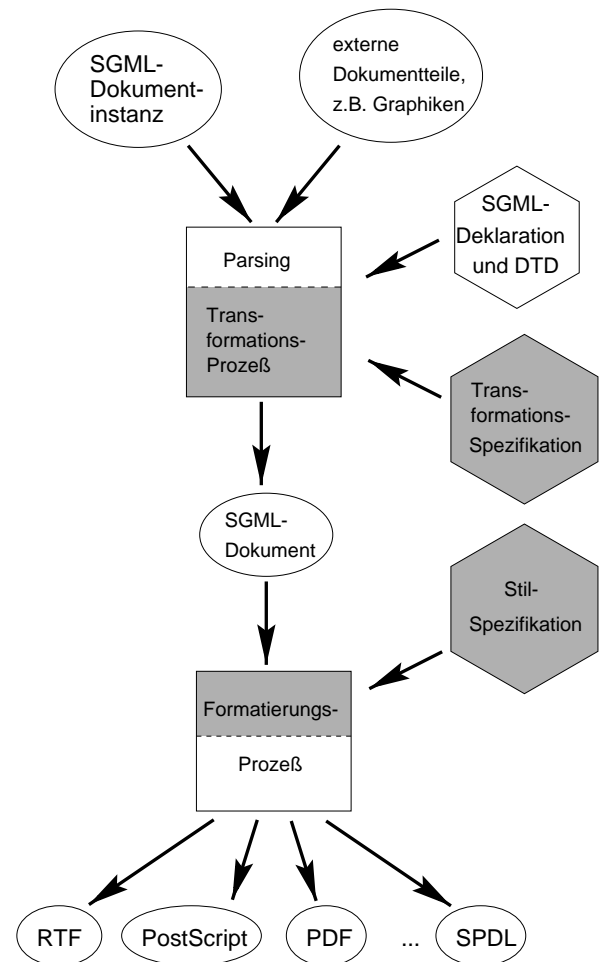 SGML-
Dokument-
instanz
externe
Dokumentteile,
z.B. Graphiken
SGML-
Deklaration
und DTD
Parsing
Trans-
formations-
Prozeß
Trans-
formations-
Spezifikation
SGML-
Dokument
Stil-
Spezifikation
Formatierungs-
Prozeß
RTF
PostScript
PDF
...
SPDL